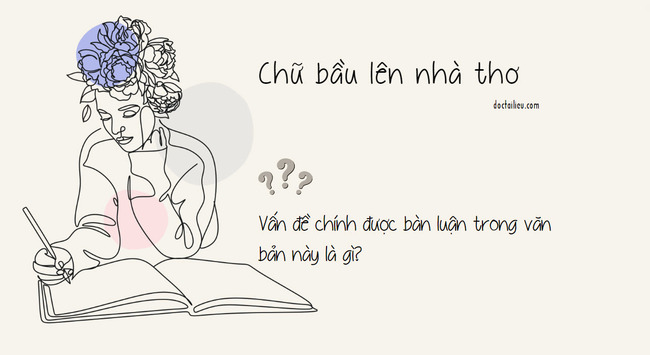 Chữ bầu lên nhà thơ
doctailieu.com
???
Vấn đề chính được bàn luận trong văn
bản này là gì?